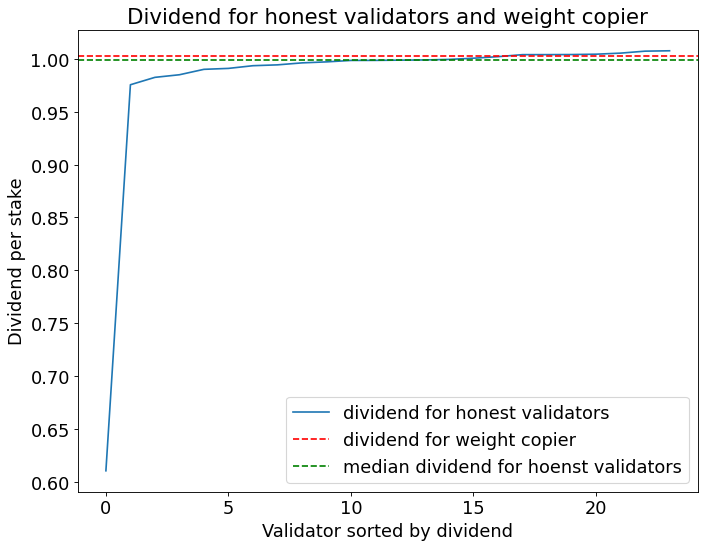 Dividend for honest validators and weight copier
Dividend per stake
1.00
0.95
0.90
0.85
0.80
0.75
0.70
0.65
0.60
dividend for honest validators
dividend for weight copier
median dividend for hoenst validators
0 5 10 15 20
Validator sorted by dividend